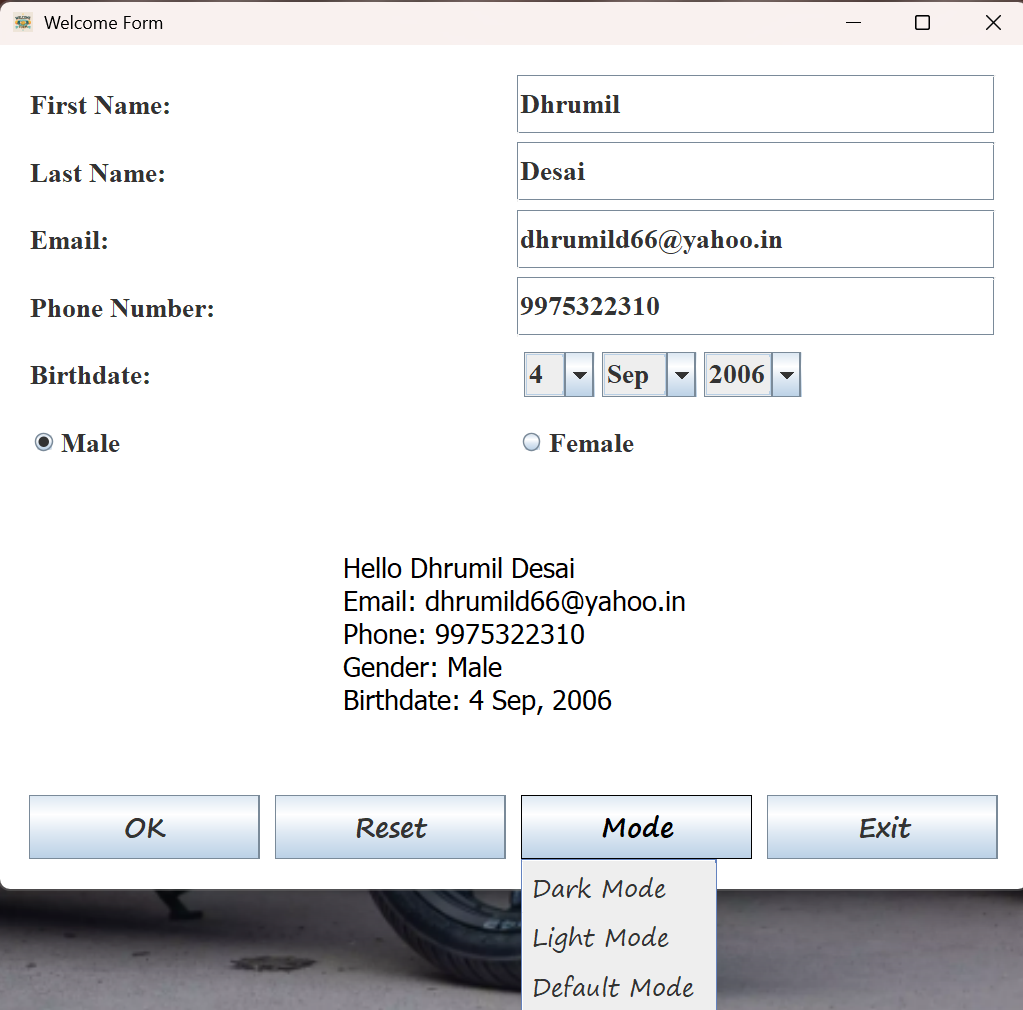 Welcome Form
First Name: Dhrumil
Last Name: Desai
Email: dhrumild66@yahoo.in
Phone Number: 9975322310
Birthdate: 4 Sep 2006
Male Female
Hello Dhrumil Desai
Email: dhrumild66@yahoo.in
Phone: 9975322310
Gender: Male
Birthdate: 4 Sep, 2006
OK Reset Mode Exit
Dark Mode
Light Mode
Default Mode